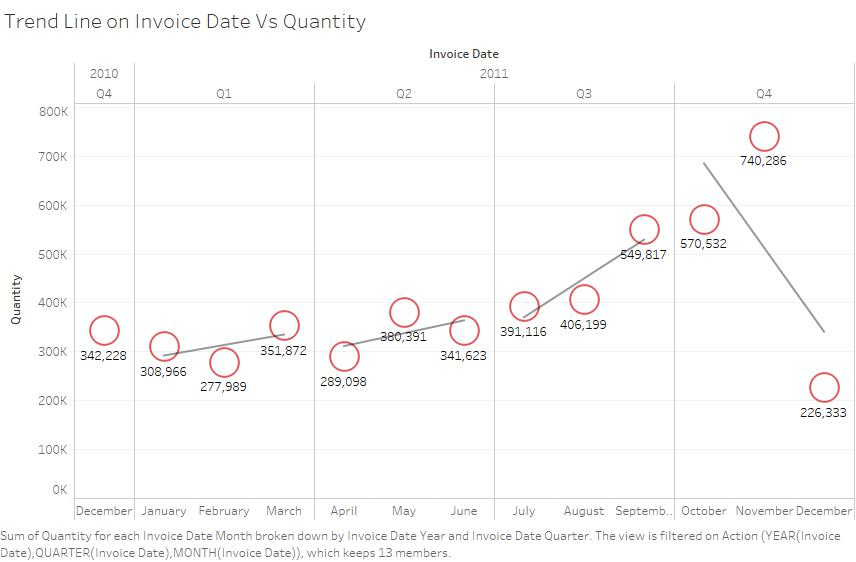 Trend Line on Invoice Date Vs Quantity
Invoice Date
2010 2011
Q4 Q1 Q2 Q3 Q4
Quantity
800K
700K
600K
500K
400K
300K
200K
100K
0K
342,228
308,966
277,989
351,872
289,098
380,391
341,623
391,116
406,199
549,817
570,532
740,286
226,333
December January February March April May June July August Septemb.. October November December
Sum of Quantity for each Invoice Date Month broken down by Invoice Date Year and Invoice Date Quarter. The view is filtered on Action (YEAR(Invoice
Date),QUARTER(Invoice Date),MONTH(Invoice Date)), which keeps 13 members.